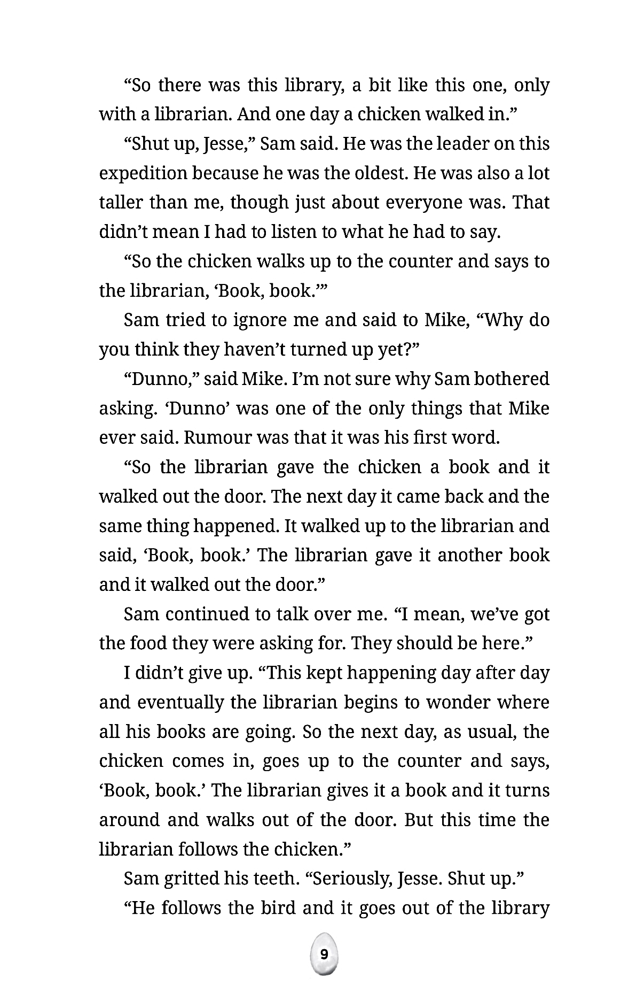 “So there was this library, a bit like this one, only
with a librarian. And one day a chicken walked in.”
“Shut up, Jesse,” Sam said. He was the leader on this
expedition because he was the oldest. He was also a lot
taller than me, though just about everyone was. That
didn’t mean I had to listen to what he had to say.
“So the chicken walks up to the counter and says to
the librarian, ‘Book, book.’”
Sam tried to ignore me and said to Mike, “Why do
you think they haven’t turned up yet?”
“Dunno,” said Mike. I’m not sure why Sam bothered
asking. ‘Dunno’ was one of the only things that Mike
ever said. Rumour was that it was his first word.
“So the librarian gave the chicken a book and it
walked out the door. The next day it came back and the
same thing happened. It walked up to the librarian and
said, ‘Book, book.’ The librarian gave it another book
and it walked out the door.”
Sam continued to talk over me. “I mean, we’ve got
the food they were asking for. They should be here.”
I didn’t give up. “This kept happening day after day
and eventually the librarian begins to wonder where
all his books are going. So the next day, as usual, the
chicken comes in, goes up to the counter and says,
‘Book, book.’ The librarian gives it a book and it turns
around and walks out of the door. But this time the
librarian follows the chicken.”
Sam gritted his teeth. “Seriously, Jesse. Shut up.”
“He follows the bird and it goes out of the library
9